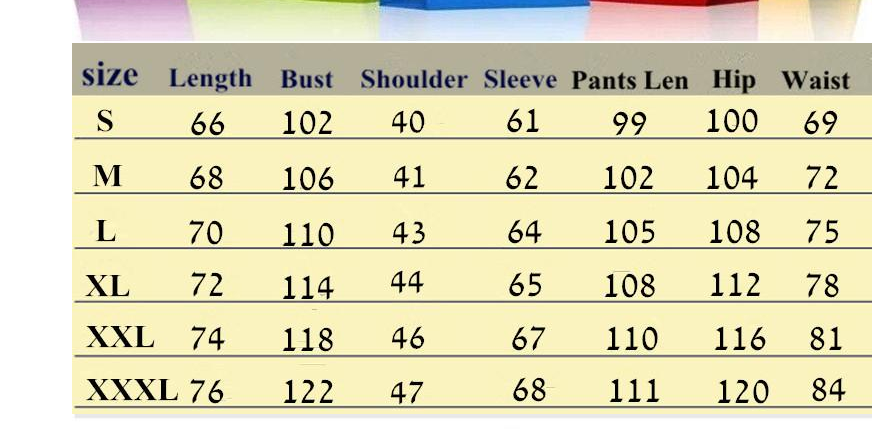 size Length Bust Shoulder Sleeve Pants Len Hip Waist
S 66 102 40 61 99 100 69
M 68 106 41 62 102 104 72
L 70 110 43 64 105 108 75
XL 72 114 44 65 108 112 78
XXL 74 118 46 67 110 116 81
XXXL 76 122 47 68 111 120 84